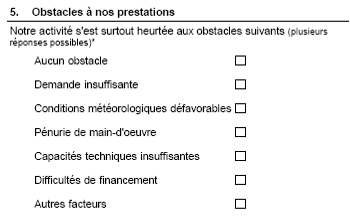 5. Obstacles à nos prestations
Notre activité s'est surtout heurtée aux obstacles suivants (plusieurs
réponses possibles)*
Aucun obstacle
Demande insuffisante
Conditions météorologiques défavorables
Pénurie de main-d'oeuvre
Capacités techniques insuffisantes
Difficultés de financement
Autres facteurs